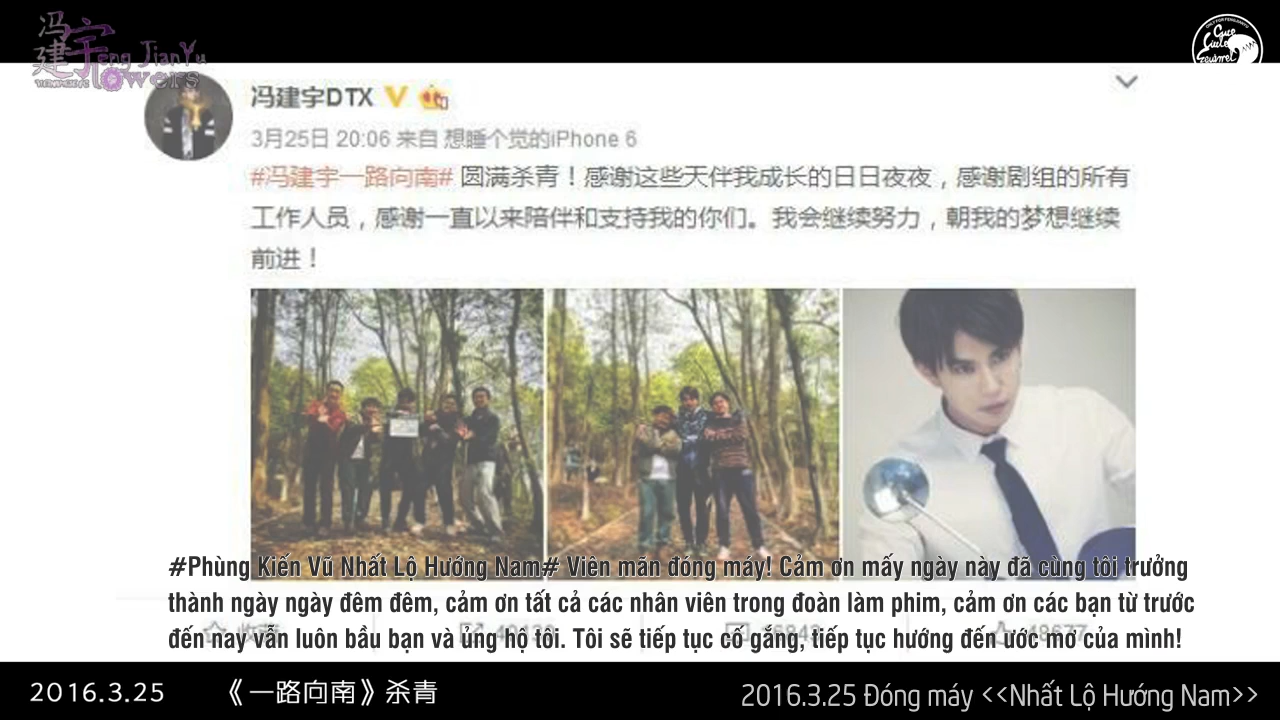 冯建宇
Feng JianYu
Flowers
冯建宇DTX
3月25日 20:06 来自 想睡个觉的iPhone 6
#冯建宇一路向南# 圆满杀青！感谢这些天伴我成长的日日夜夜，感谢剧组的所有
工作人员，感谢一直以来陪伴和支持我的你们。我会继续努力，朝我的梦想继续
前进！
#Phùng Kiến Vũ Nhất Lộ Hướng Nam# Viên mãn đóng máy! Cảm ơn mấy ngày này đã cùng tôi trưởng
thành ngày ngày đêm đêm, cảm ơn tất cả các nhân viên trong đoàn làm phim, cảm ơn các bạn từ trước
đến nay vẫn luôn bầu bạn và ủng hộ tôi. Tôi sẽ tiếp tục cố gắng, tiếp tục hướng đến ước mơ của mình!
2016.3.25 《一路向南》杀青
2016.3.25 Đóng máy <<Nhất Lộ Hướng Nam>>